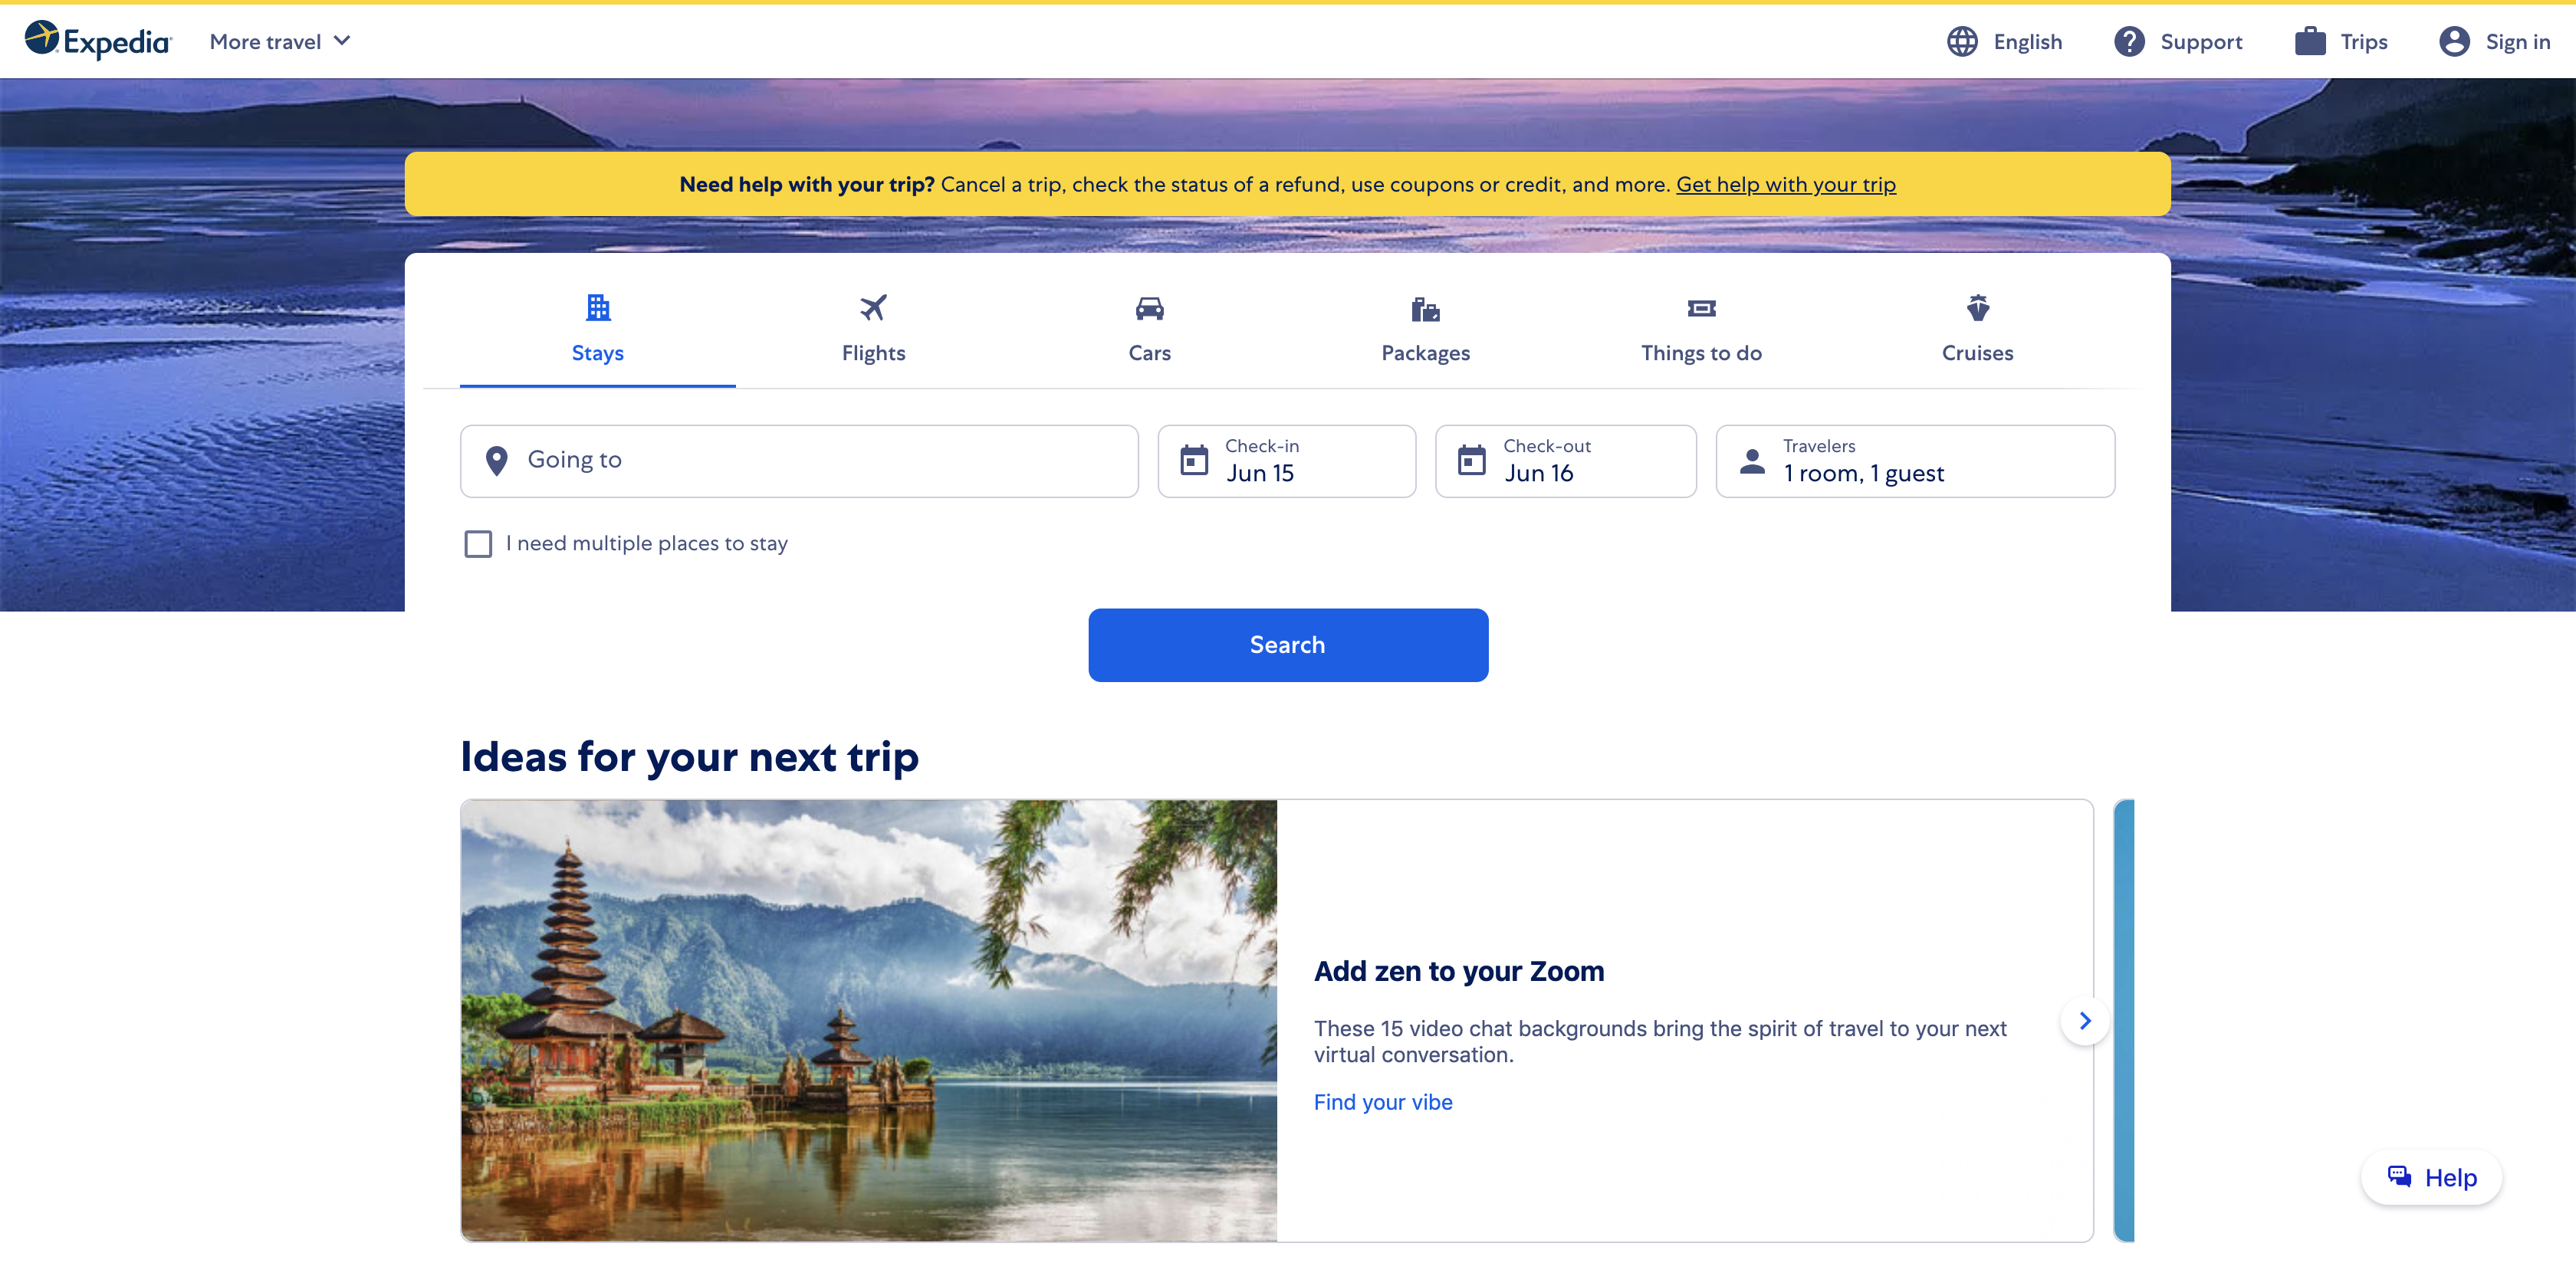 Expedia
More travel
English
Support
Trips
Sign in
Need help with your trip? Cancel a trip, check the status of a refund, use coupons or credit, and more. Get help with your trip
Stays
Flights
Cars
Packages
Things to do
Cruises
Going to
Check-in
Jun 15
Check-out
Jun 16
Travelers
1 room, 1 guest
I need multiple places to stay
Search
Ideas for your next trip
Add zen to your Zoom
These 15 video chat backgrounds bring the spirit of travel to your next
virtual conversation.
Find your vibe
Help